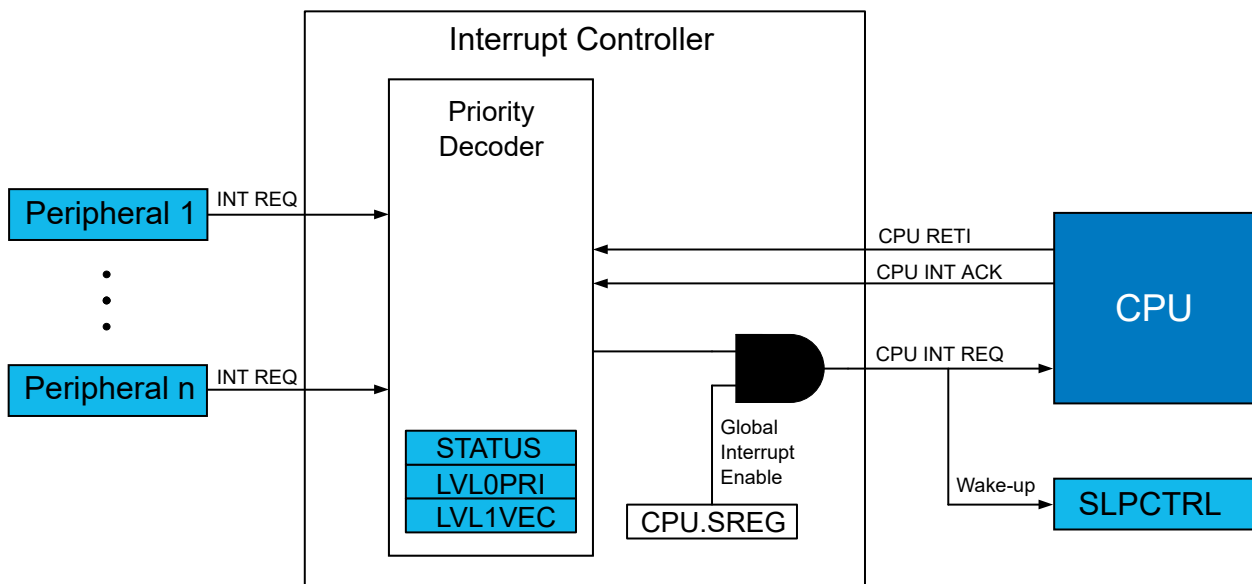 Interrupt Controller
Priority
Decoder
Peripheral 1
INT REQ
CPU RETI
CPU INT ACK
CPU
CPU INT REQ
Peripheral n
INT REQ
Global
Interrupt
Enable
STATUS
LVL0PRI
LVL1VEC
CPU.SREG
Wake-up
SLPCTRL